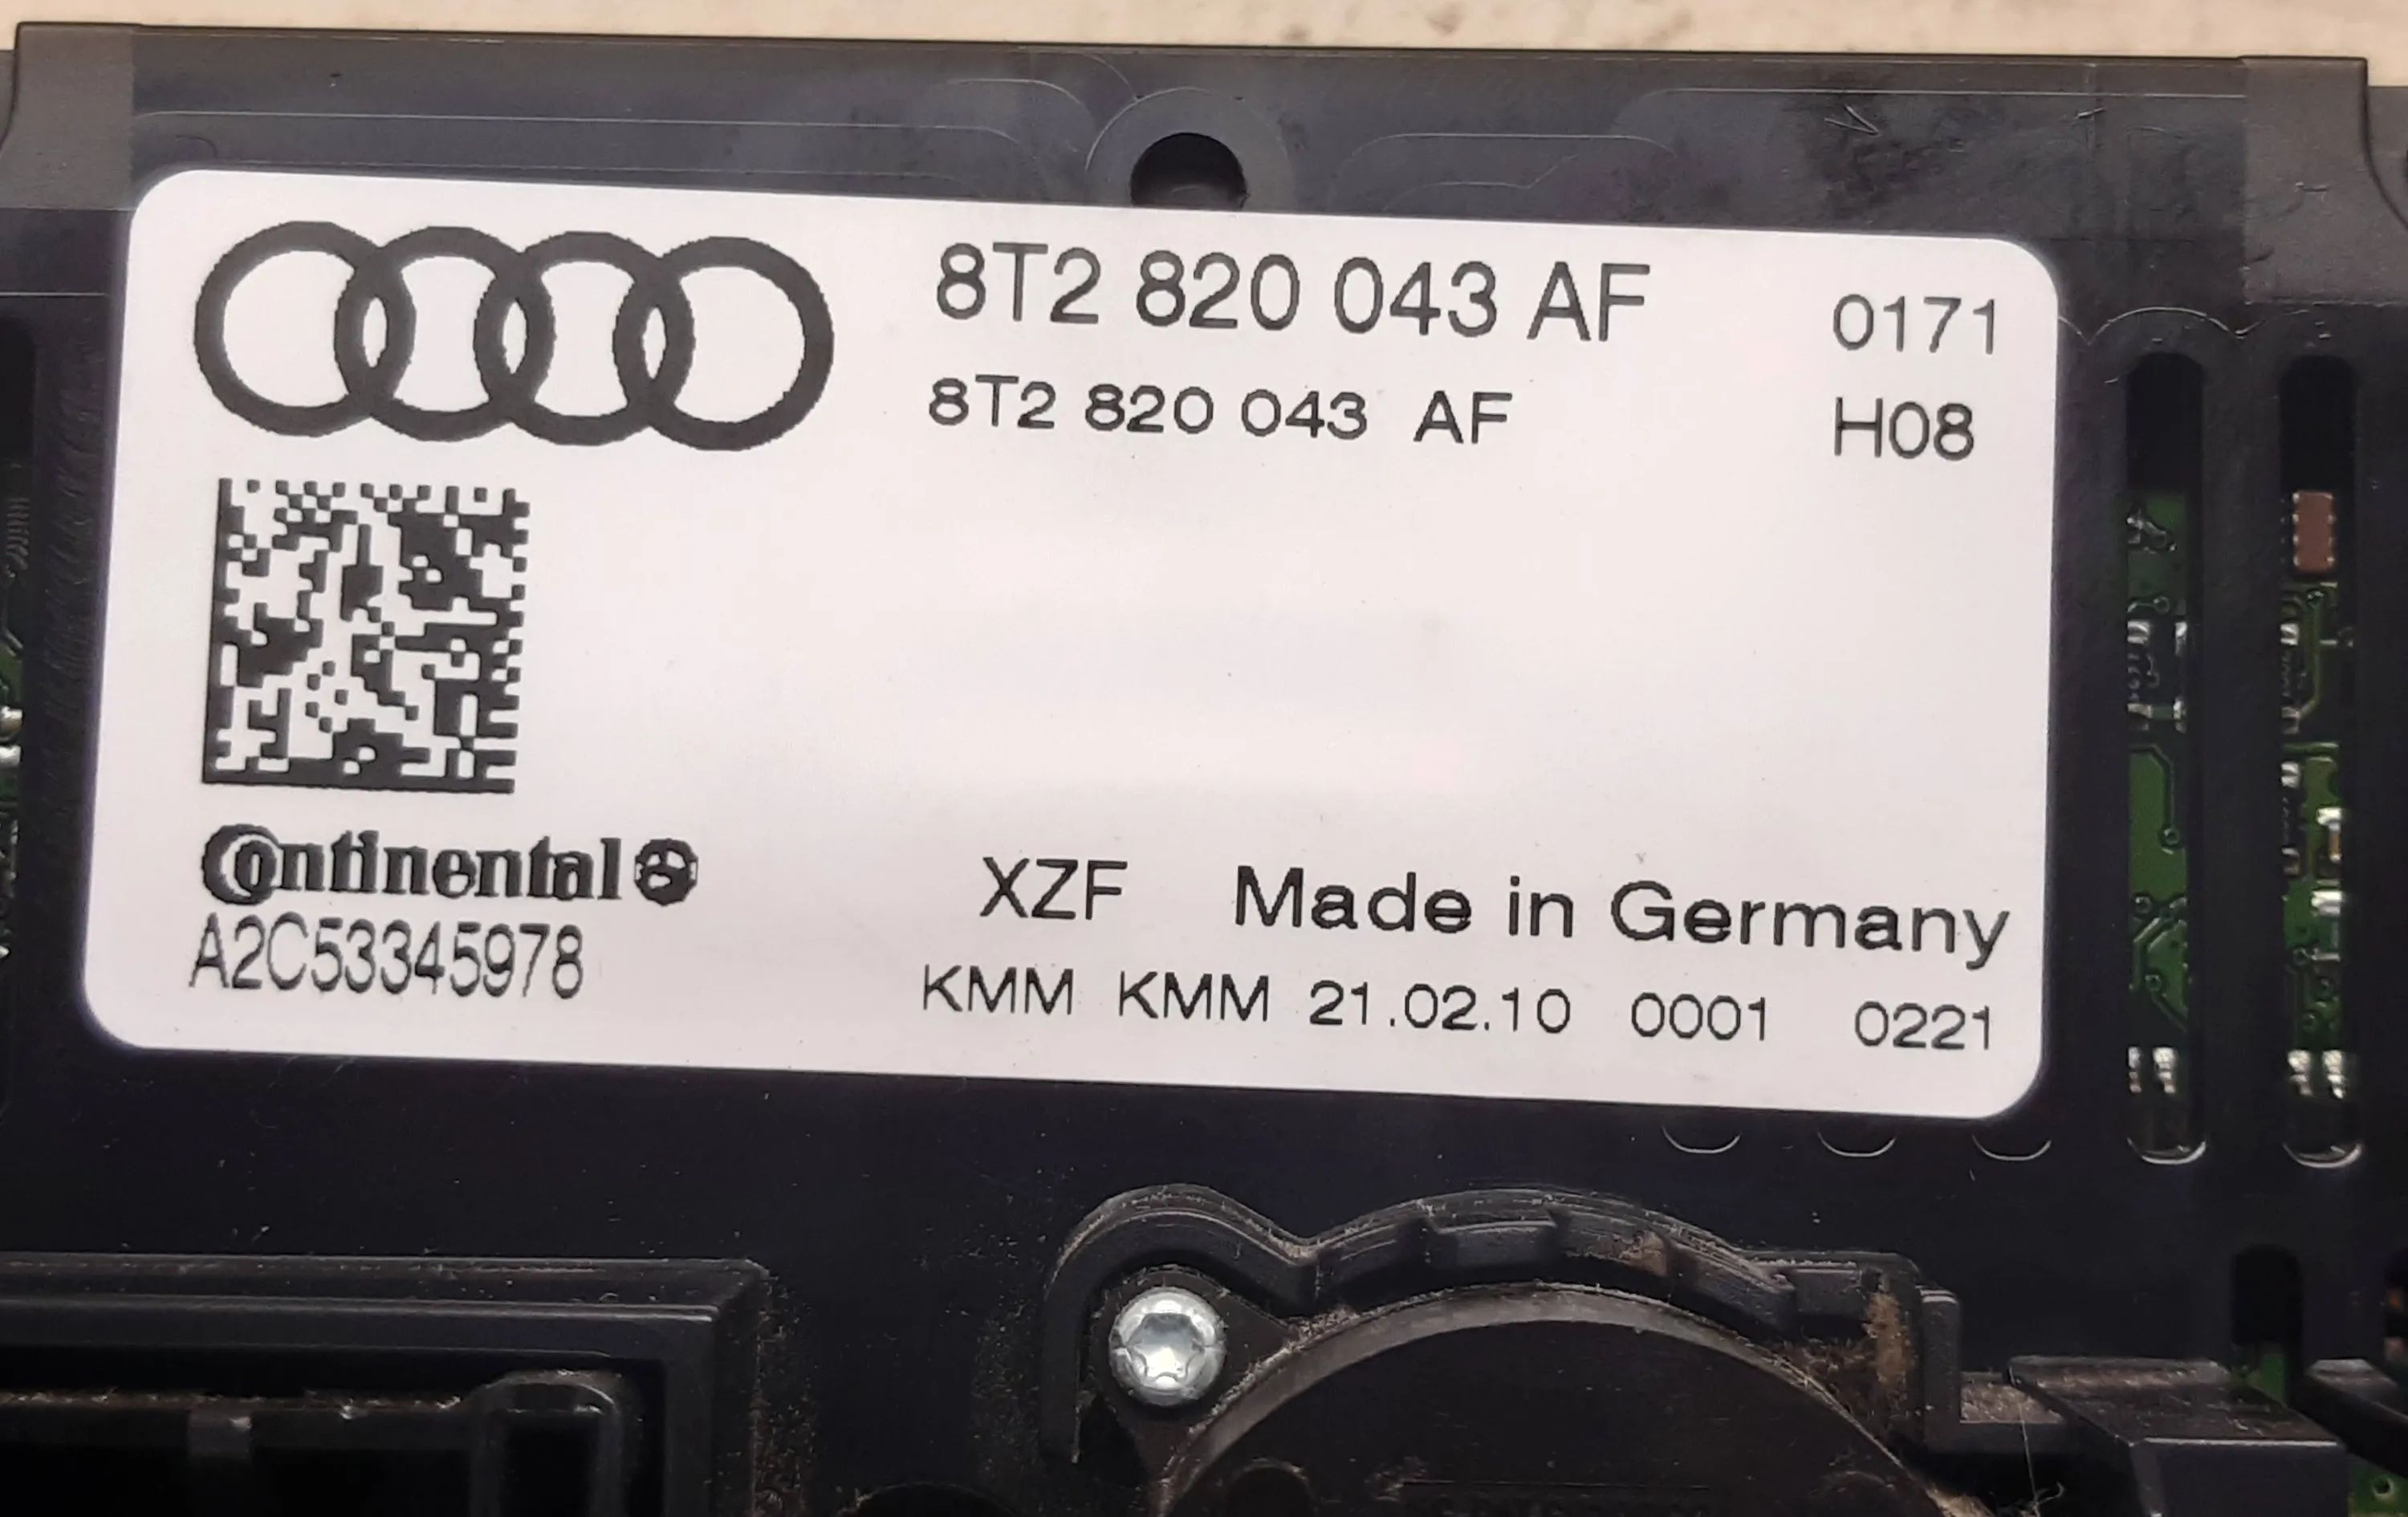 8T2 820 043 AF 0171
8T2 820 043 AF H08
Continental
A2C53345978
XZF Made in Germany
KMM KMM 21.02.10 0001 0221